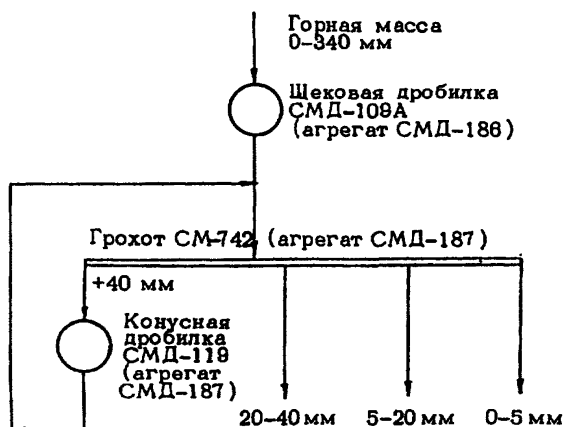 Горная масса
0-340 мм
Щековая дробилка
СМД-109А
(агрегат СМД-186)
Грохот СМ-742 (агрегат СМД-187)
+40 мм
Конусная
дробилка
СМД-119
(агрегат
СМД-187)
20-40 мм 5-20 мм 0-5 мм